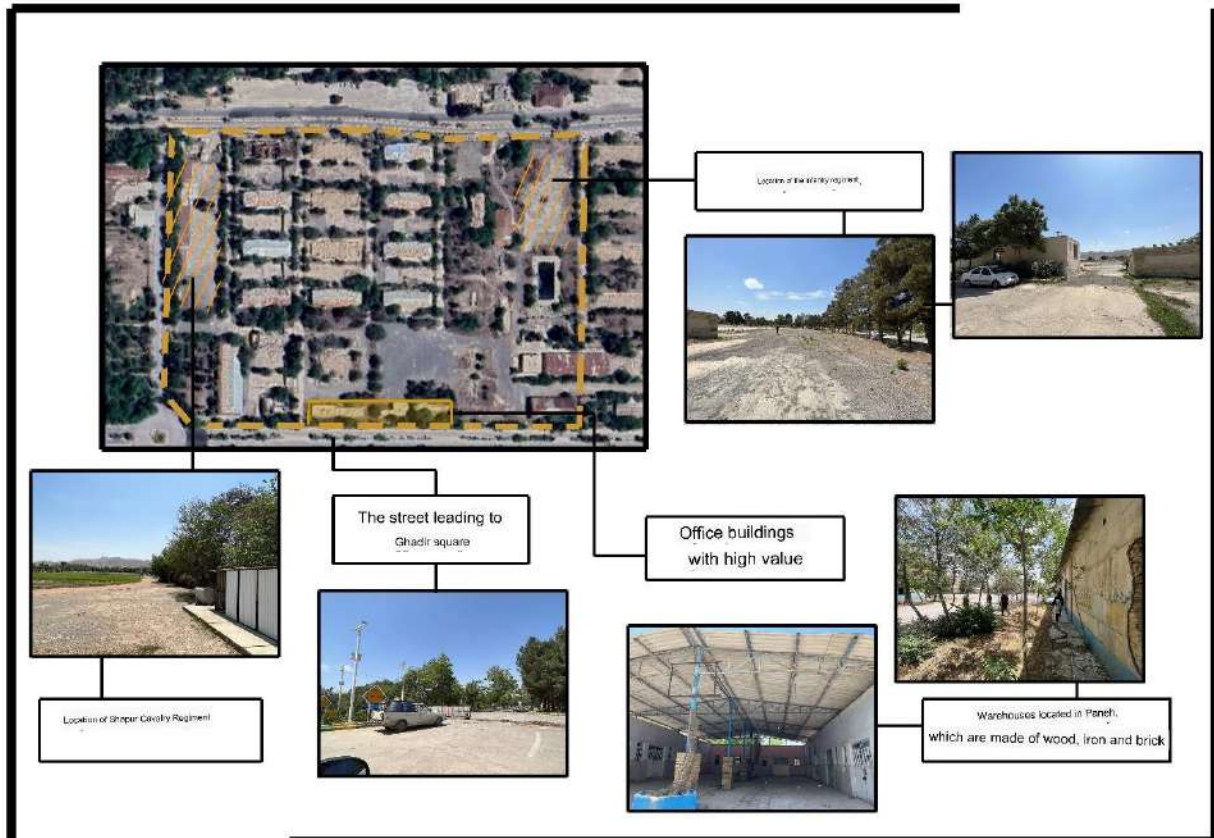 Location of the infantry regiment
The street leading to
Ghadir square
Office buildings
with high value
Location of Shapur Cavalry Regiment
Warehouses located in Paneh,
which are made of wood, iron and brick